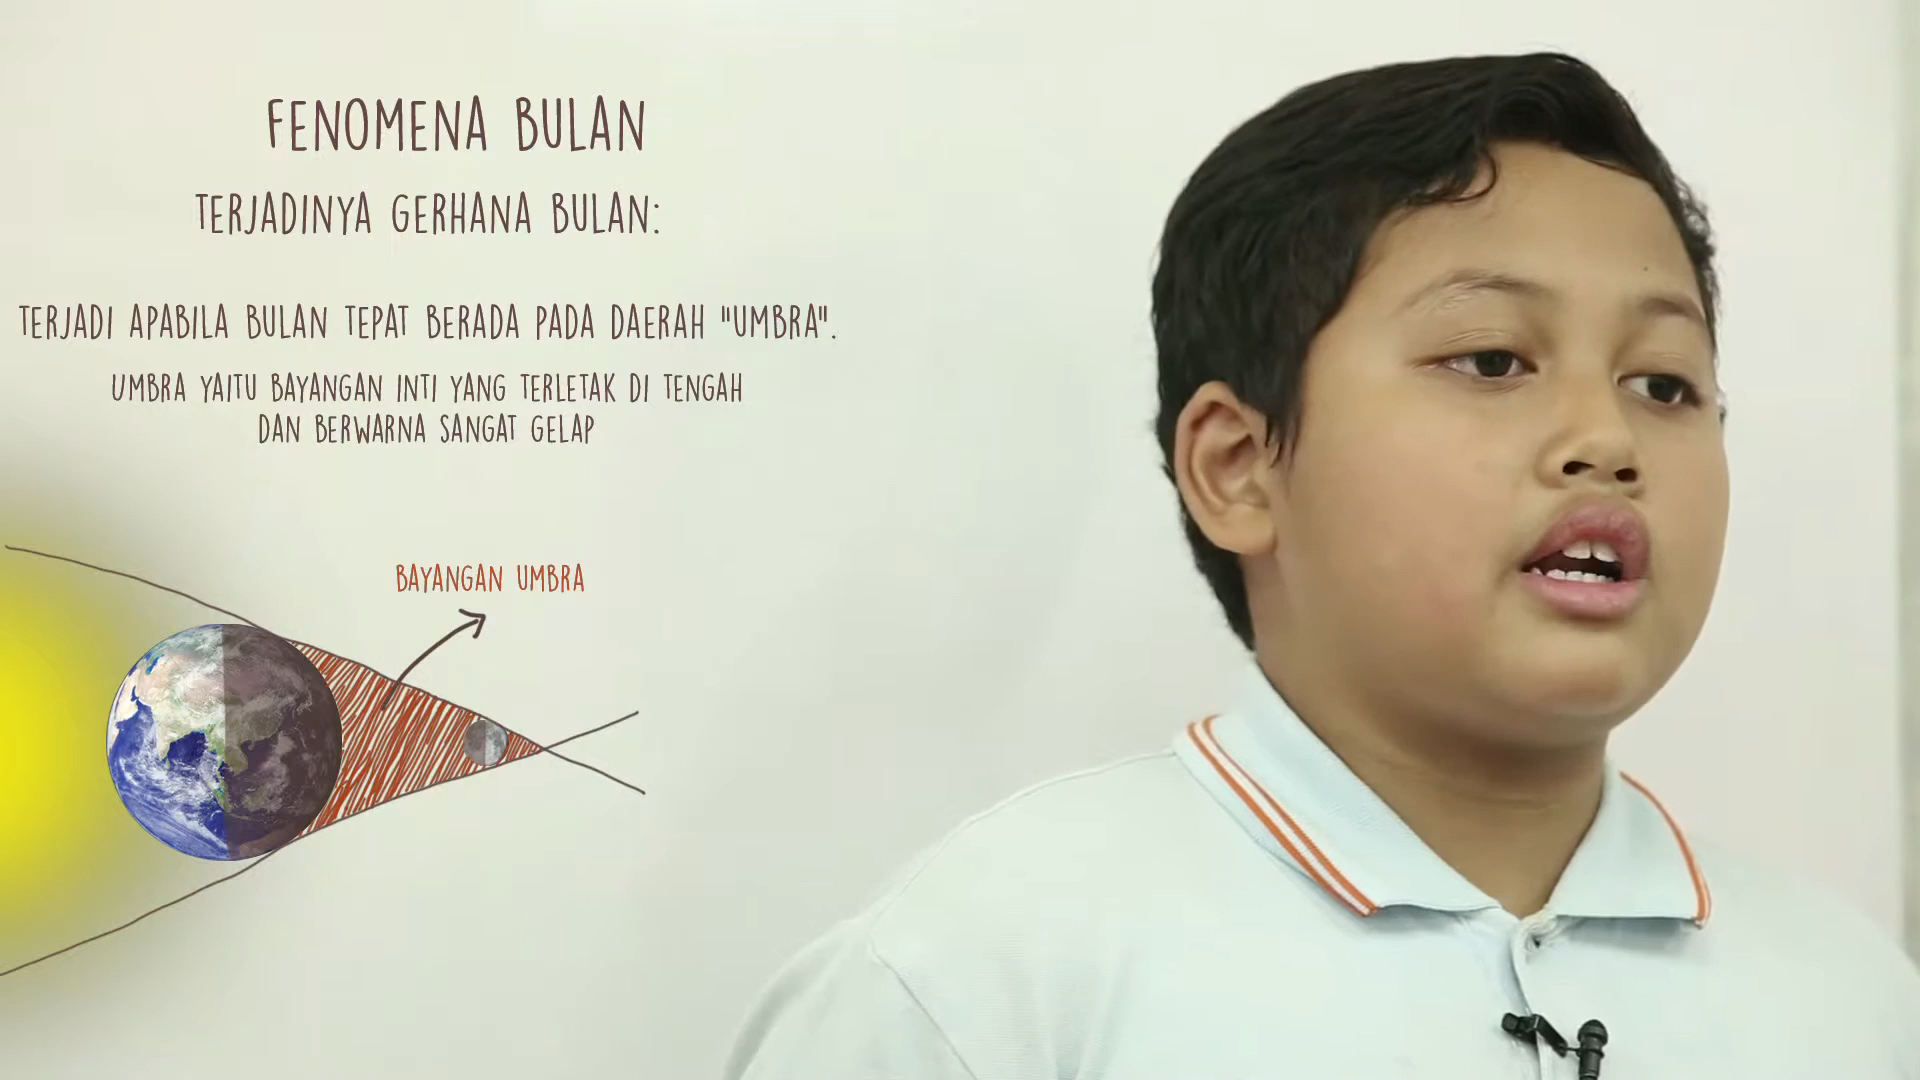 FENOMENA BULAN
TERJADINYA GERHANA BULAN:
TERJADI APABILA BULAN TEPAT BERADA PADA DAERAH "UMBRA".
UMBRA YAITU BAYANGAN INTI YANG TERLETAK DI TENGAH
DAN BERWARNA SANGAT GELAP
BAYANGAN UMBRA